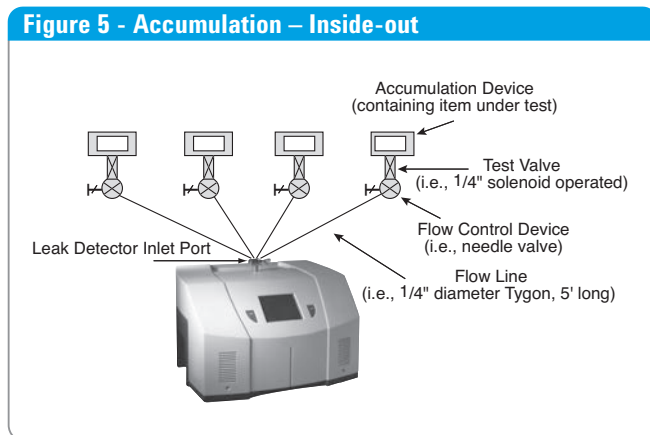 Figure 5 - Accumulation – Inside-out
Accumulation Device
(containing item under test)
Test Valve
(i.e., 1/4" solenoid operated)
Flow Control Device
(i.e., needle valve)
Leak Detector Inlet Port
Flow Line
(i.e., 1/4" diameter Tygon, 5' long)